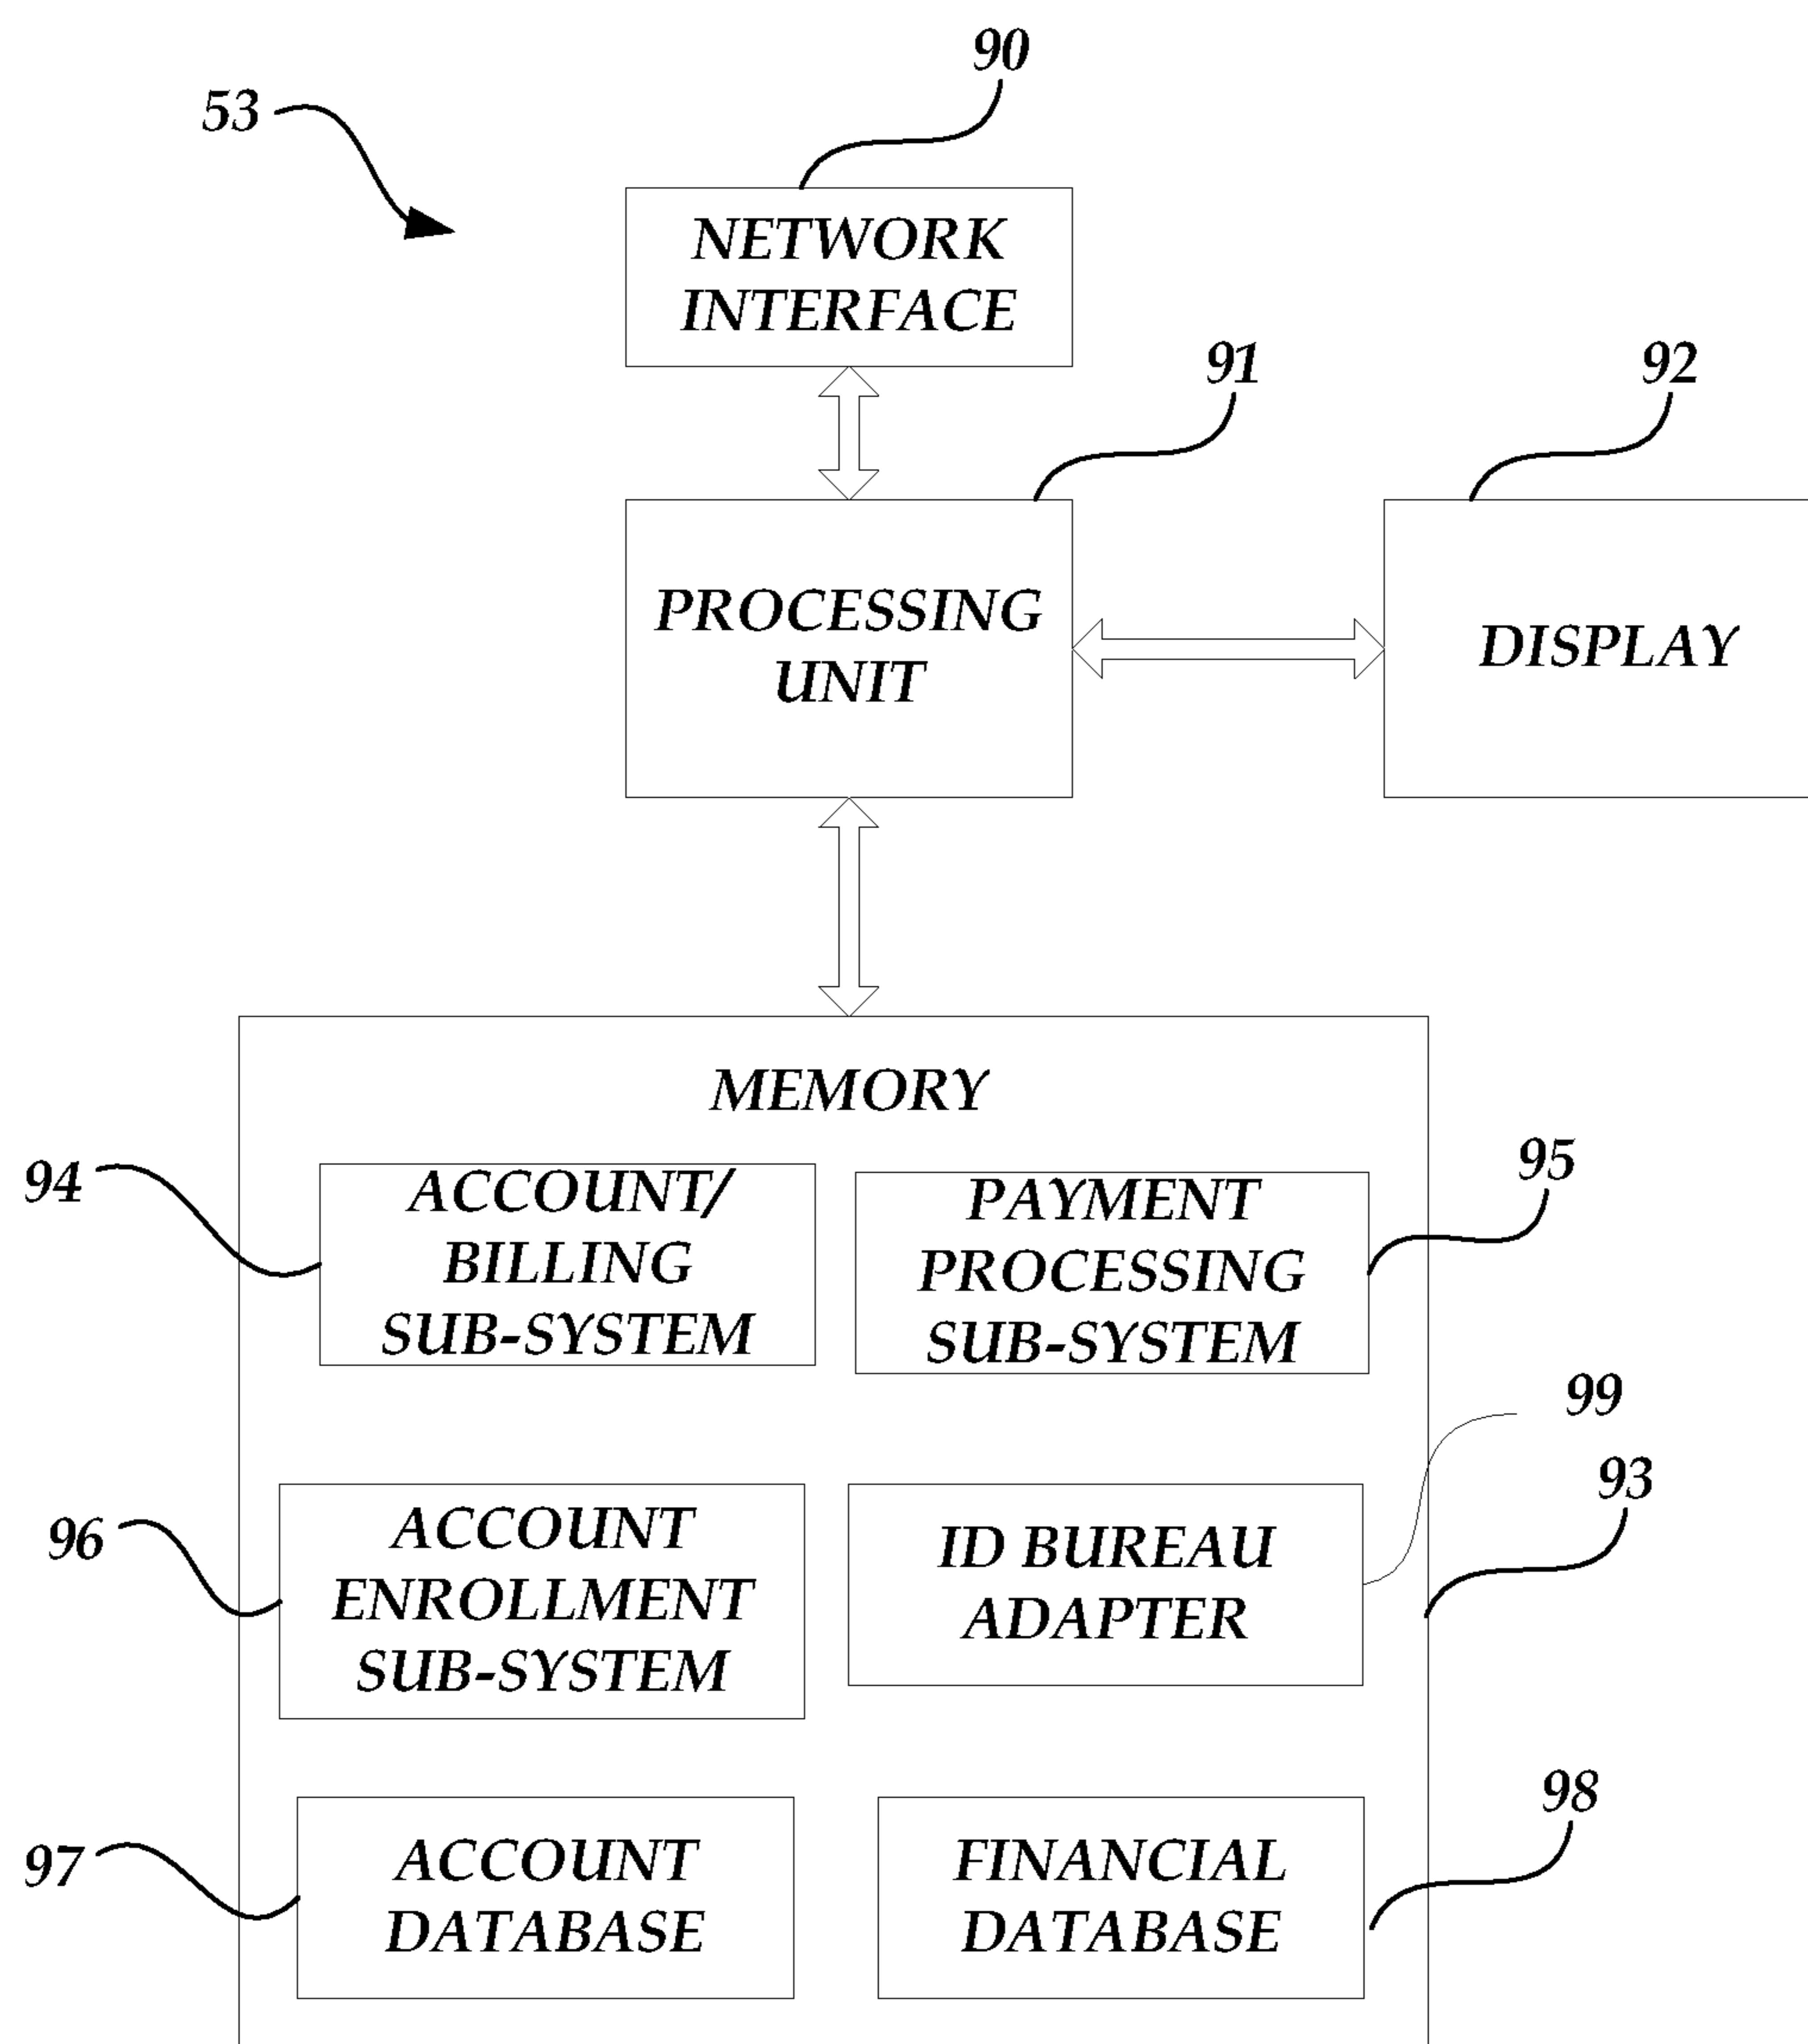 90
53
NETWORK
INTERFACE
91
92
PROCESSING
UNIT
DISPLAY
MEMORY
94
ACCOUNT/
BILLING
SUB-SYSTEM
95
PAYMENT
PROCESSING
SUB-SYSTEM
99
93
96
ACCOUNT
ENROLLMENT
SUB-SYSTEM
ID BUREAU
ADAPTER
98
97
ACCOUNT
DATABASE
FINANCIAL
DATABASE